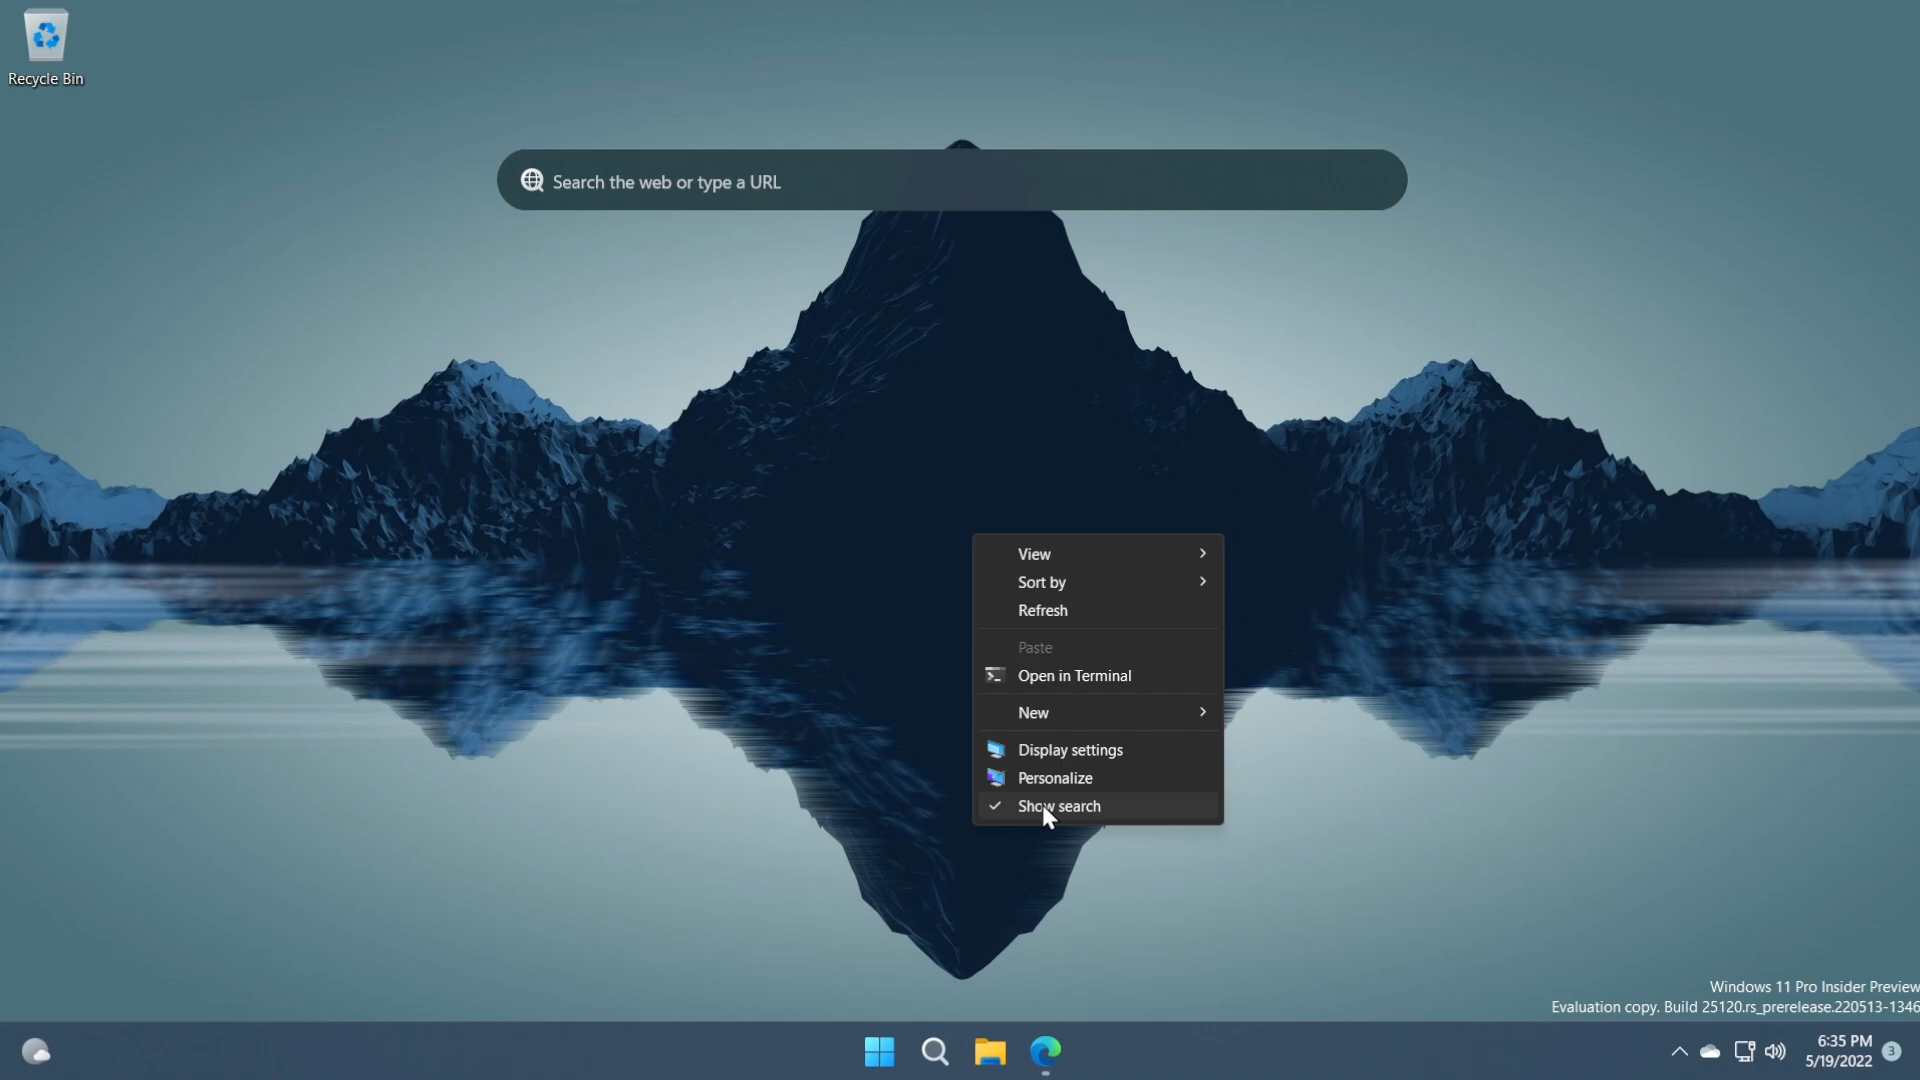 Recycle Bin
Search the web or type a URL
View
Sort by
Refresh
Paste
Open in Terminal
New
Display settings
Personalize
Show search
Windows 11 Pro Insider Preview
Evaluation copy. Build 25120.rs_prerelease.220513-1346
6:35 PM
5/19/2022
3